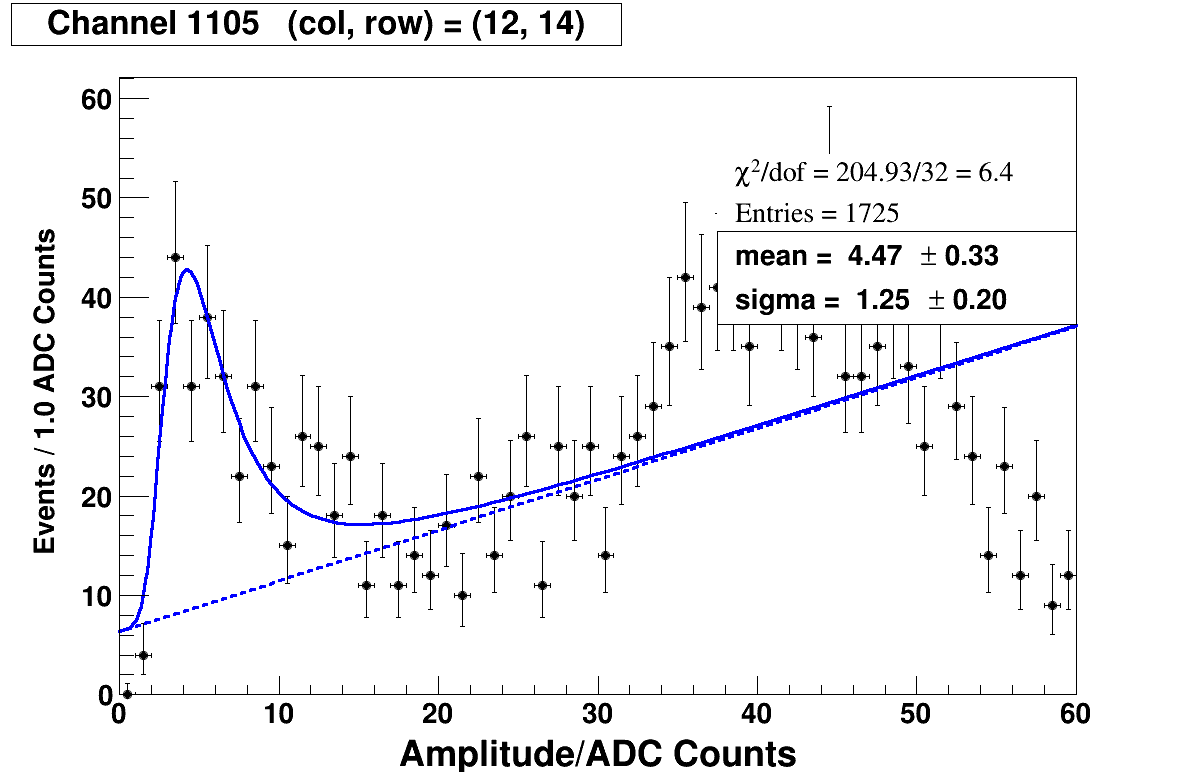 Channel 1105 (col, row) = (12, 14)
60
50
40
30
20
10
0
Events / 1.0 ADC Counts
χ²/dof = 204.93/32 = 6.4
Entries = 1725
mean = 4.47 ± 0.33
sigma = 1.25 ± 0.20
0 10 20 30 40 50 60
Amplitude/ADC Counts